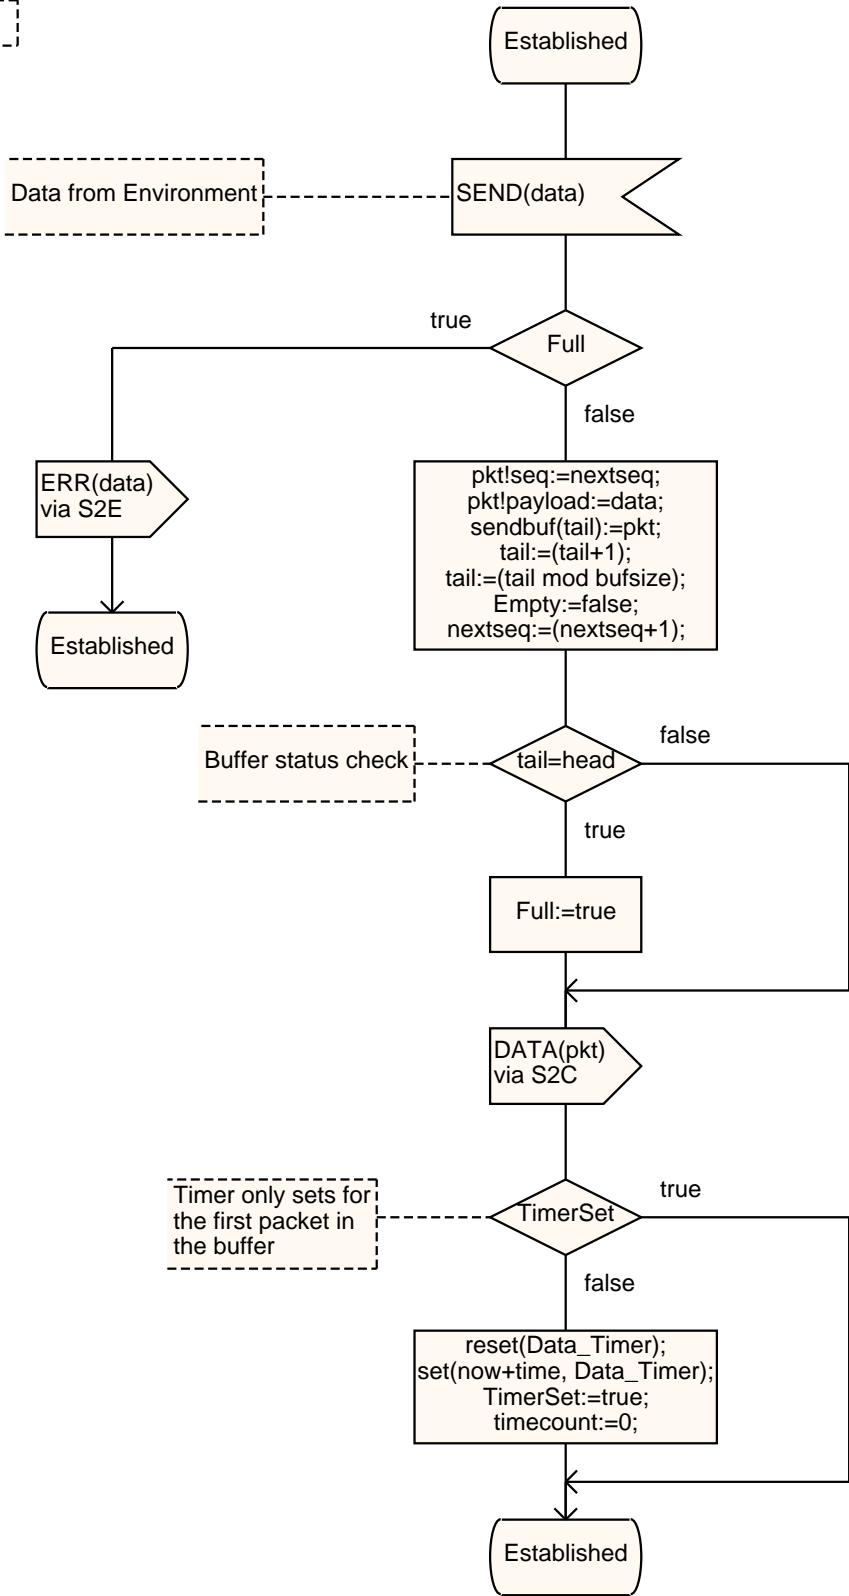 Established
Data from Environment
SEND(data)
true
Full
false
ERR(data)
via S2E
pkt!seq:=nextseq;
pkt!payload:=data;
sendbuf(tail):=pkt;
tail:=(tail+1);
tail:=(tail mod bufsize);
Empty:=false;
nextseq:=(nextseq+1);
Established
Buffer status check
tail=head
false
true
Full:=true
DATA(pkt)
via S2C
Timer only sets for
the first packet in
the buffer
TimerSet
true
false
reset(Data_Timer);
set(now+time, Data_Timer);
TimerSet:=true;
timecount:=0;
Established